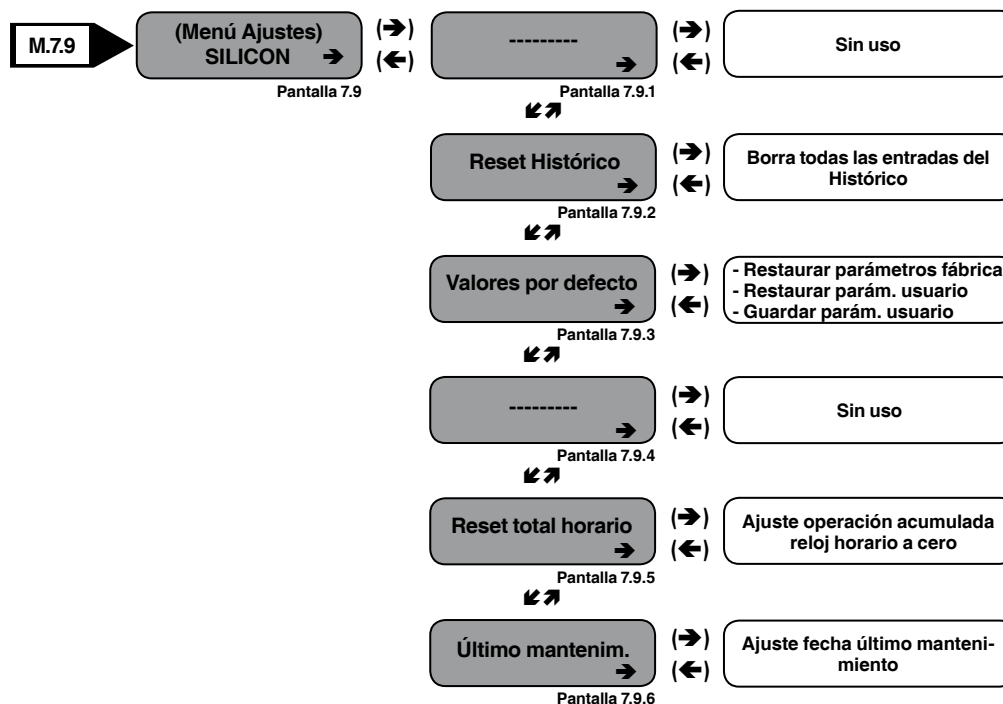 M.7.9
(Menú Ajustes)
SILICON ➔
(➔)
(🡰)
---------
➔
(➔)
(🡰)
Sin uso
Pantalla 7.9
Pantalla 7.9.1
Reset Histórico
➔
(➔)
(🡰)
Borra todas las entradas del
Histórico
Pantalla 7.9.2
Valores por defecto
➔
(➔)
(🡰)
- Restaurar parámetros fábrica
- Restaurar parám. usuario
- Guardar parám. usuario
Pantalla 7.9.3
---------
➔
(➔)
(🡰)
Sin uso
Pantalla 7.9.4
Reset total horario
➔
(➔)
(🡰)
Ajuste operación acumulada
reloj horario a cero
Pantalla 7.9.5
Último mantenim.
➔
(➔)
(🡰)
Ajuste fecha último manteni-
miento
Pantalla 7.9.6